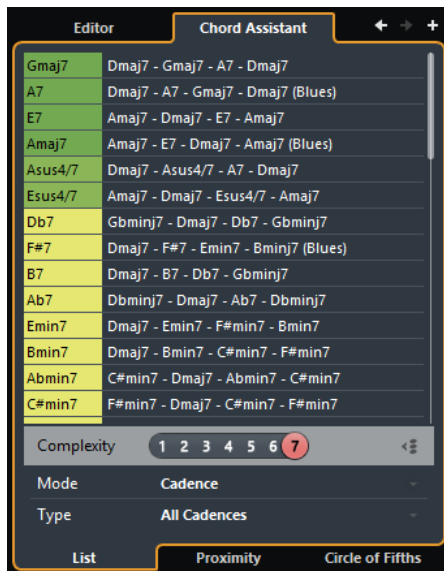 Editor Chord Assistant
Gmaj7 Dmaj7 - Gmaj7 - A7 - Dmaj7
A7 Dmaj7 - A7 - Gmaj7 - Dmaj7 (Blues)
E7 Amaj7 - Dmaj7 - E7 - Amaj7
Amaj7 Amaj7 - E7 - Dmaj7 - Amaj7 (Blues)
Asus4/7 Dmaj7 - Asus4/7 - A7 - Dmaj7
Esus4/7 Amaj7 - Dmaj7 - Esus4/7 - Amaj7
Db7 Gbminj7 - Dmaj7 - Db7 - Gbminj7
F#7 Dmaj7 - F#7 - Emin7 - Bminj7 (Blues)
B7 Dmaj7 - B7 - Db7 - Gbminj7
Ab7 Dbminj7 - Dmaj7 - Ab7 - Dbminj7
Emin7 Dmaj7 - Emin7 - F#min7 - Bmin7
Bmin7 Dmaj7 - Bmin7 - C#min7 - F#min7
Abmin7 C#min7 - Dmaj7 - Abmin7 - C#min7
C#min7 F#min7 - Dmaj7 - C#min7 - F#min7
Complexity 1 2 3 4 5 6 7
Mode Cadence
Type All Cadences
List Proximity Circle of Fifths